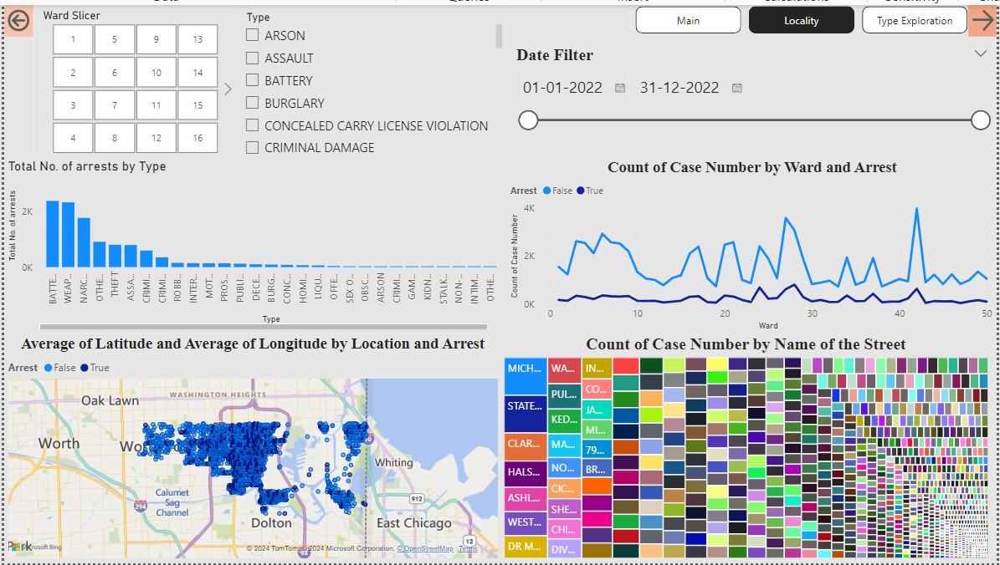 Data
Queries
Insert
Calculations
Sensitivity
Ward Slicer
1 5 9 13
2 6 10 14
3 7 11 15
4 8 12 16
Type
ARSON
ASSAULT
BATTERY
BURGLARY
CONCEALED CARRY LICENSE VIOLATION
CRIMINAL DAMAGE
Main
Locality
Type Exploration
Date Filter
01-01-2022 31-12-2022
Total No. of arrests by Type
Total No. of arrests
2K
0K
BATTE...
WEAP...
NARC...
OTHE...
THEFT
ASSA...
CRIMI...
CRIMI...
ROBB...
INTER...
MOT...
PROS...
PUBLI...
DECE...
BURG...
CONC...
HOMI...
LIQU...
OFFE...
SEX O...
OBSC...
ARSON
CRIMI...
GAM...
KIDN...
STALK...
NON-...
INTIM...
OTHE...
Type
Count of Case Number by Ward and Arrest
Arrest False True
Count of Case Number
4K
2K
0K
0 10 20 30 40 50
Ward
Average of Latitude and Average of Longitude by Location and Arrest
Arrest False True
WASHINGTON HEIGHTS
Oak Lawn
Worth
Wo
Whiting
Calumet
Sag
Channel
294
912
Dolton
East Chicago
12
94
© 2024 TomTom, © 2024 Microsoft Corporation, © OpenStreetMap Terms
Count of Case Number by Name of the Street
MICH...
STATE...
CLAR...
HALS...
ASHL...
WEST...
DR M...
WA...
PUL...
KED...
MA...
NO...
CIC...
SHE...
CHI...
DIV...
IN...
CO...
JA...
MI...
79...
BR...